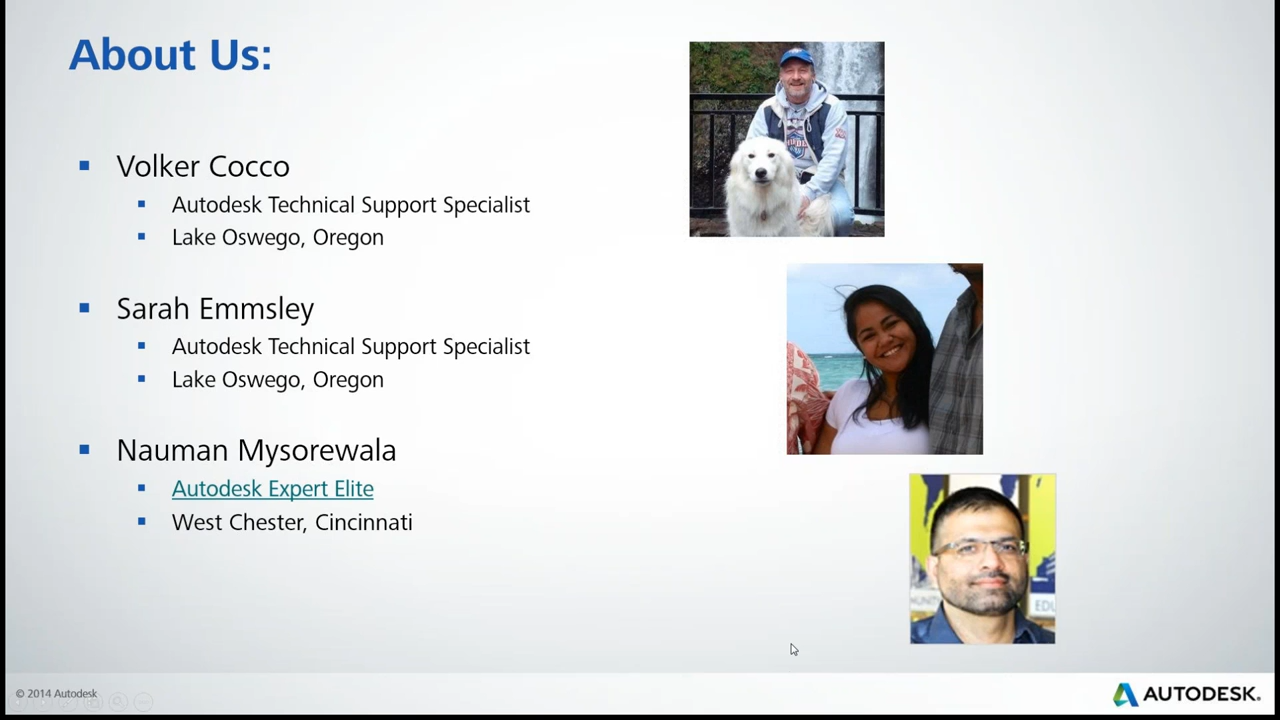 About Us:
Volker Cocco
Autodesk Technical Support Specialist
Lake Oswego, Oregon
Sarah Emmsley
Autodesk Technical Support Specialist
Lake Oswego, Oregon
Nauman Mysorewala
Autodesk Expert Elite
West Chester, Cincinnati
EDU
© 2014 Autodesk
AUTODESK.